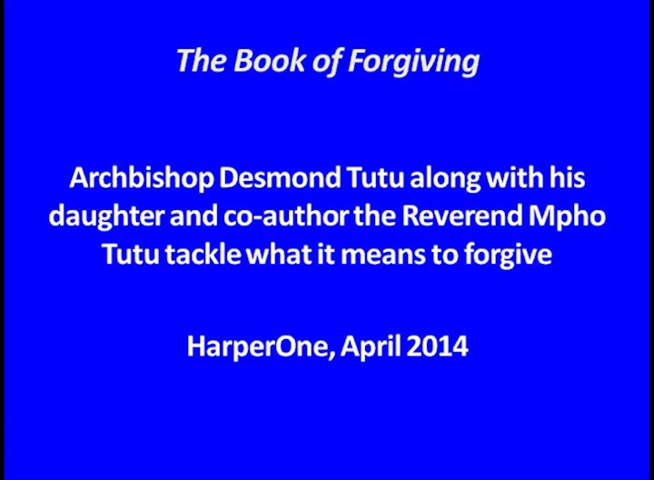 The Book of Forgiving
Archbishop Desmond Tutu along with his
daughter and co-author the Reverend Mpho
Tutu tackle what it means to forgive
HarperOne, April 2014